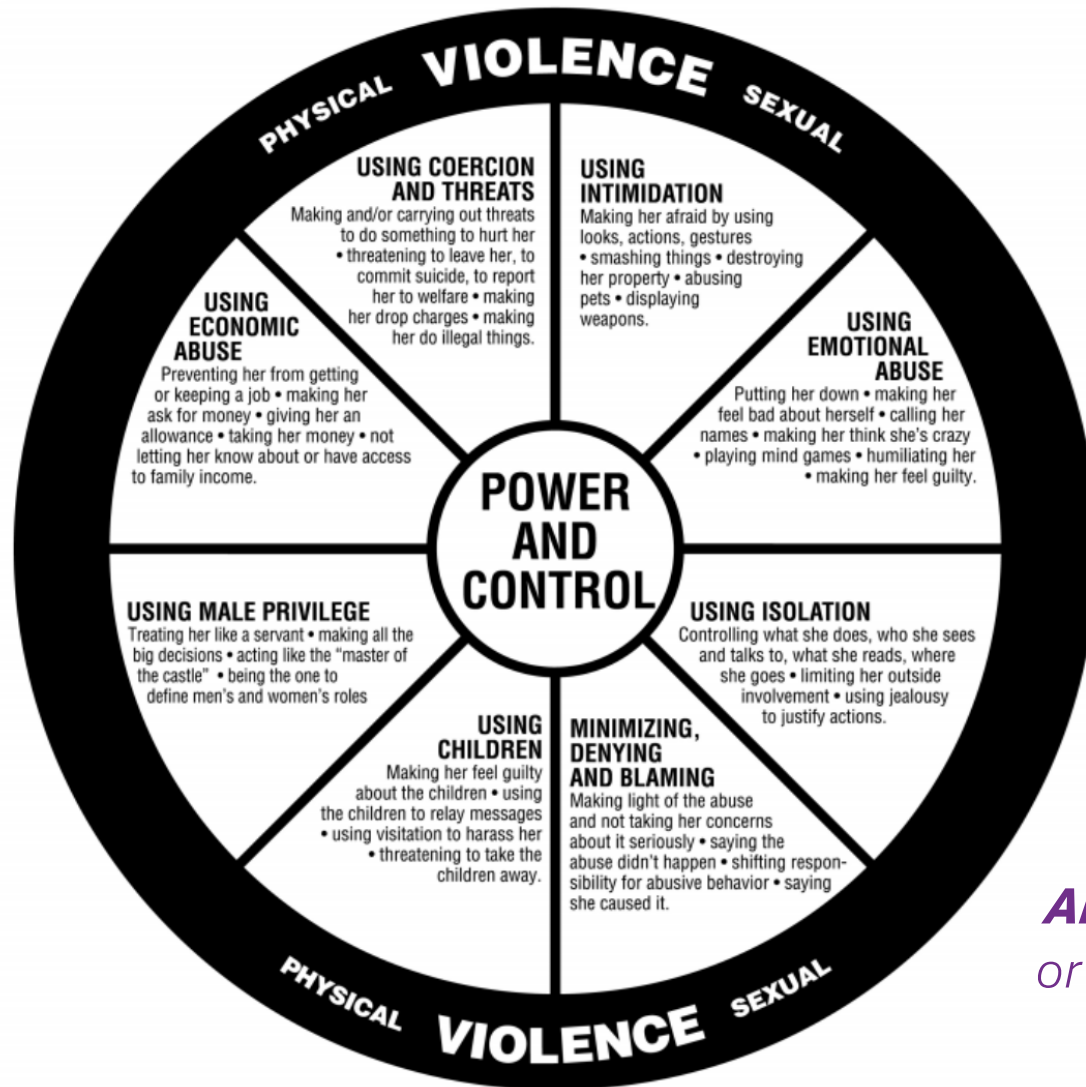 PHYSICAL VIOLENCE SEXUAL
USING COERCION
AND THREATS
Making and/or carrying out threats
to do something to hurt her
• threatening to leave her, to
commit suicide, to report
her to welfare • making
her drop charges • making
her do illegal things.
USING
INTIMIDATION
Making her afraid by using
looks, actions, gestures
• smashing things • destroying
her property • abusing
pets • displaying
weapons.
USING
ECONOMIC
ABUSE
Preventing her from getting
or keeping a job • making her
ask for money • giving her an
allowance • taking her money • not
letting her know about or have access
to family income.
USING
EMOTIONAL
ABUSE
Putting her down • making her
feel bad about herself • calling her
names • making her think she's crazy
• playing mind games • humiliating her
• making her feel guilty.
POWER
AND
CONTROL
USING MALE PRIVILEGE
Treating her like a servant • making all the
big decisions • acting like the “master of
the castle” • being the one to
define men's and women's roles
USING ISOLATION
Controlling what she does, who she sees
and talks to, what she reads, where
she goes • limiting her outside
involvement • using jealousy
to justify actions.
USING
CHILDREN
Making her feel guilty
about the children • using
the children to relay messages
• using visitation to harass her
• threatening to take the
children away.
MINIMIZING,
DENYING
AND BLAMING
Making light of the abuse
and not taking her concerns
about it seriously • saying the
abuse didn't happen • shifting respon-
sibility for abusive behavior • saying
she caused it.
PHYSICAL VIOLENCE SEXUAL
or